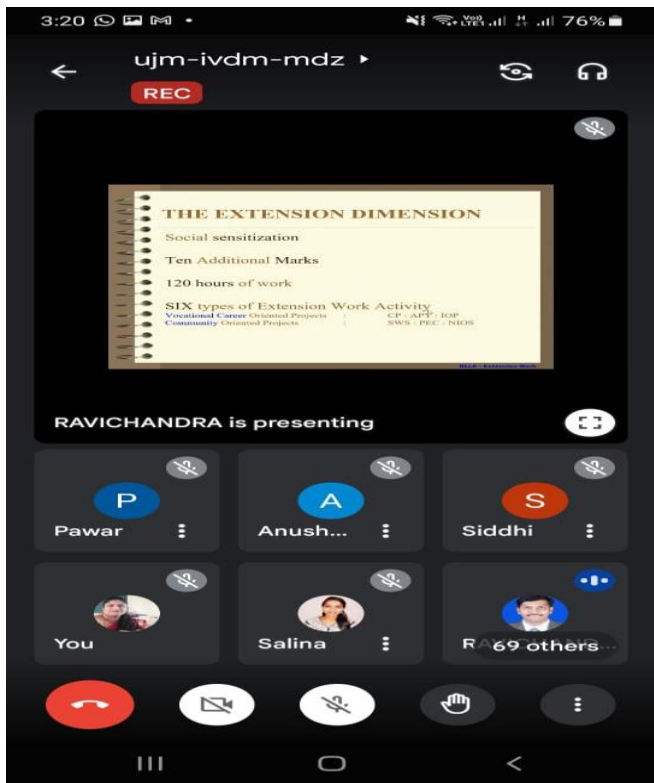 3:20 76%
ujm-ivdm-mdz
REC
THE EXTENSION DIMENSION
Social sensitization
Ten Additional Marks
120 hours of work
SIX types of Extension Work Activity
Vocational Career Oriented Projects : CP : APY : IOP
Community Oriented Projects : SWS : PEC : NIOS
RAVICHANDRA is presenting
P A S
Pawar Anush... Siddhi
You Salina 69 others